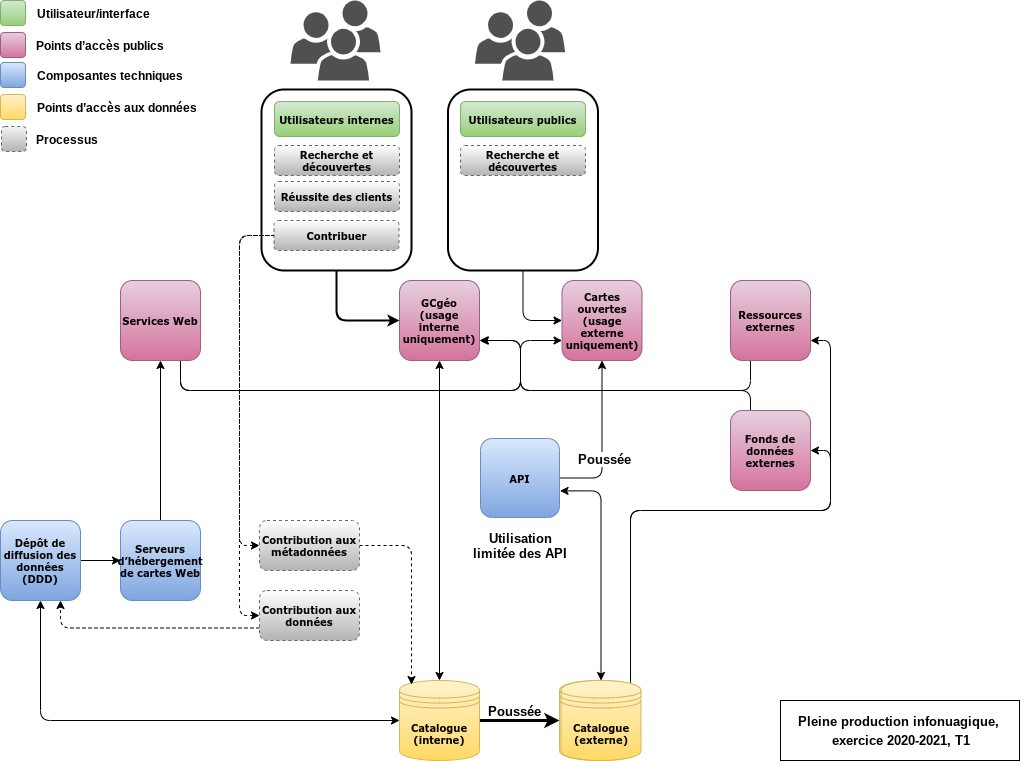 Utilisateur/interface
Points d'accès publics
Composantes techniques
Points d'accès aux données
Processus
Utilisateurs internes
Recherche et
découvertes
Réussite des clients
Contribuer
Utilisateurs publics
Recherche et
découvertes
Services Web
GCgéo
(usage
interne
uniquement)
Cartes
ouvertes
(usage
externe
uniquement)
Ressources
externes
Fonds de
données
externes
API
Poussée
Utilisation
limitée des API
Dépôt de
diffusion des
données
(DDD)
Serveurs
d'hébergement
de cartes Web
Contribution aux
métadonnées
Contribution aux
données
Catalogue
(interne)
Poussée
Catalogue
(externe)
Pleine production infonuagique,
exercice 2020-2021, T1